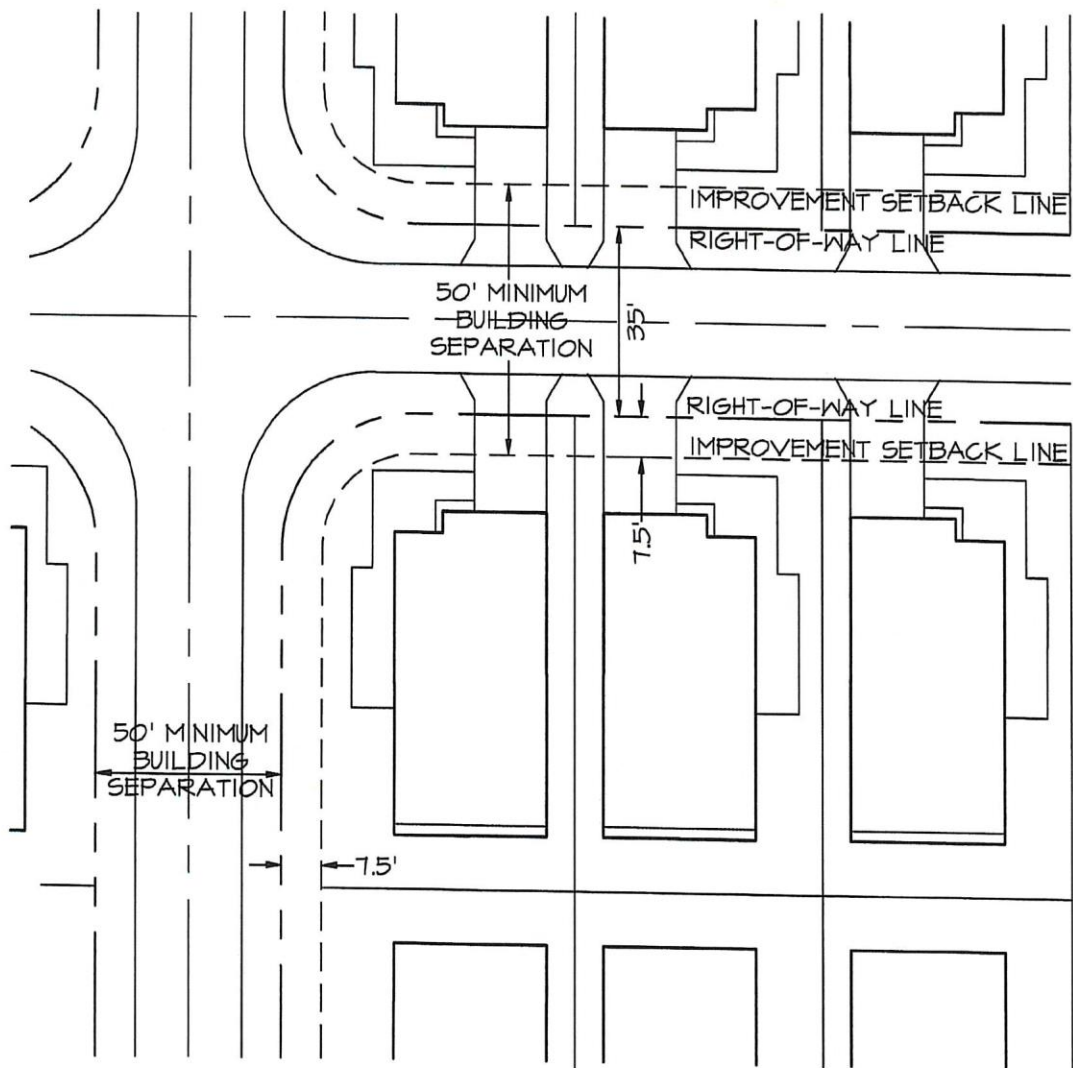 IMPROVEMENT SETBACK LINE
RIGHT-OF-WAY LINE
50' MINIMUM
BUILDING
SEPARATION
35'
RIGHT-OF-WAY LINE
IMPROVEMENT SETBACK LINE
7.5'
50' MINIMUM
BUILDING
SEPARATION
7.5'